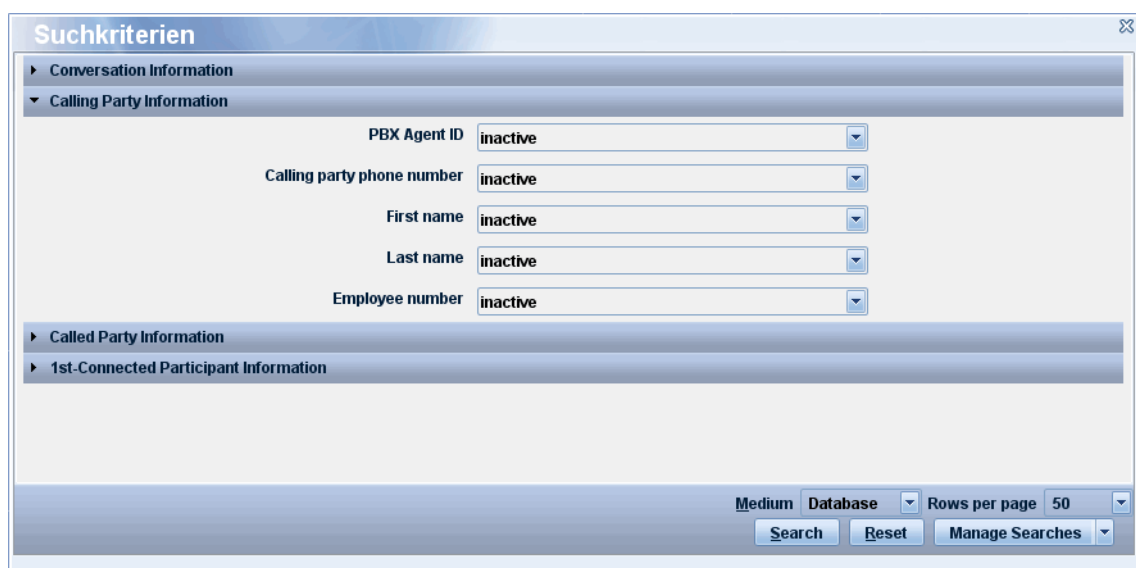 Suchkriterien
Conversation Information
Calling Party Information
PBX Agent ID inactive
Calling party phone number inactive
First name inactive
Last name inactive
Employee number inactive
Called Party Information
1st-Connected Participant Information
Medium Database Rows per page 50
Search Reset Manage Searches